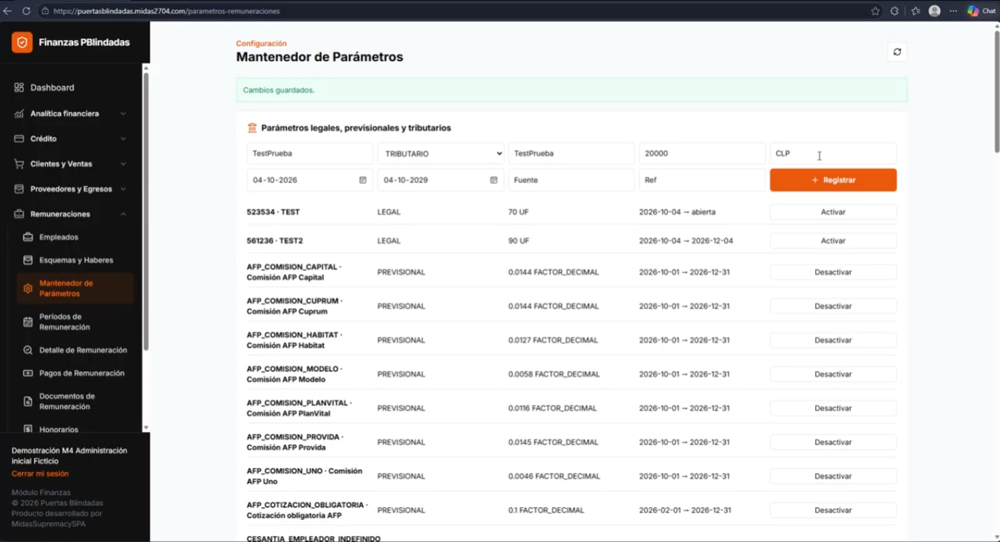 https://puertasblindadas.midas2704.com/parametros-remuneraciones
Chat
Finanzas PBlindadas
Dashboard
Analítica financiera
Crédito
Clientes y Ventas
Proveedores y Egresos
Remuneraciones
Empleados
Esquemas y Haberes
Mantenedor de
Parámetros
Períodos de
Remuneración
Detalle de Remuneración
Pagos de Remuneración
Documentos de
Remuneración
Honorarios
Demostración M4 Administración
inicial Ficticio
Cerrar mi sesión
Módulo Finanzas
© 2026 Puertas Blindadas
Producto desarrollado por
MidasSupremacySPA
Configuración
Mantenedor de Parámetros
Cambios guardados.
Parámetros legales, previsionales y tributarios
TestPrueba TRIBUTARIO TestPrueba 20000 CLP
04-10-2026 04-10-2029 Fuente Ref + Registrar
523534 · TEST LEGAL 70 UF 2026-10-04 → abierta Activar
561236 · TEST2 LEGAL 90 UF 2026-10-04 → 2026-12-04 Activar
AFP_COMISION_CAPITAL ·
Comisión AFP Capital PREVISIONAL 0.0144 FACTOR_DECIMAL 2026-10-01 → 2026-12-31 Desactivar
AFP_COMISION_CUPRUM ·
Comisión AFP Cuprum PREVISIONAL 0.0144 FACTOR_DECIMAL 2026-10-01 → 2026-12-31 Desactivar
AFP_COMISION_HABITAT ·
Comisión AFP Habitat PREVISIONAL 0.0127 FACTOR_DECIMAL 2026-10-01 → 2026-12-31 Desactivar
AFP_COMISION_MODELO ·
Comisión AFP Modelo PREVISIONAL 0.0058 FACTOR_DECIMAL 2026-10-01 → 2026-12-31 Desactivar
AFP_COMISION_PLANVITAL ·
Comisión AFP PlanVital PREVISIONAL 0.0116 FACTOR_DECIMAL 2026-10-01 → 2026-12-31 Desactivar
AFP_COMISION_PROVIDA ·
Comisión AFP Provida PREVISIONAL 0.0145 FACTOR_DECIMAL 2026-10-01 → 2026-12-31 Desactivar
AFP_COMISION_UNO · Comisión
AFP Uno PREVISIONAL 0.0046 FACTOR_DECIMAL 2026-10-01 → 2026-12-31 Desactivar
AFP_COTIZACION_OBLIGATORIA ·
Cotización obligatoria AFP PREVISIONAL 0.1 FACTOR_DECIMAL 2026-02-01 → 2026-12-31 Desactivar
CESANTIA_EMPLEADOR_INDEFINIDO